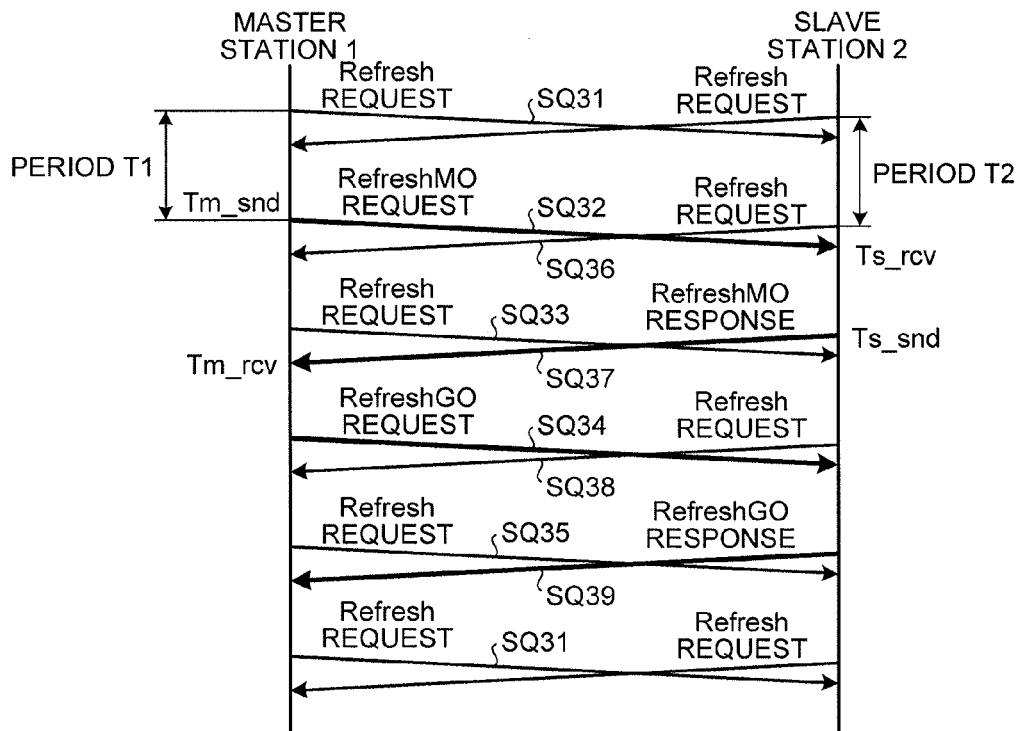 MASTER
STATION 1
SLAVE
STATION 2
Refresh
REQUEST
SQ31
Refresh
REQUEST
PERIOD T1
PERIOD T2
Tm_snd
RefreshMO
REQUEST
SQ32
Refresh
REQUEST
SQ36
Ts_rcv
Refresh
REQUEST
SQ33
RefreshMO
RESPONSE
Ts_snd
Tm_rcv
SQ37
RefreshGO
REQUEST
SQ34
Refresh
REQUEST
SQ38
Refresh
REQUEST
SQ35
RefreshGO
RESPONSE
SQ39
Refresh
REQUEST
SQ31
Refresh
REQUEST